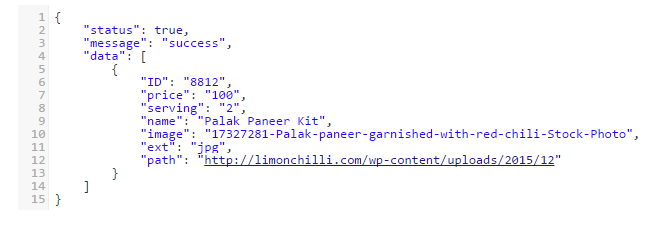 1 {
2     "status": true,
3     "message": "success",
4     "data": [
5         {
6             "ID": "8812",
7             "price": "100",
8             "serving": "2",
9             "name": "Palak Paneer Kit",
10             "image": "17327281-Palak-paneer-garnished-with-red-chili-Stock-Photo",
11             "ext": "jpg",
12             "path": "http://limonchilli.com/wp-content/uploads/2015/12"
13         }
14     ]
15 }